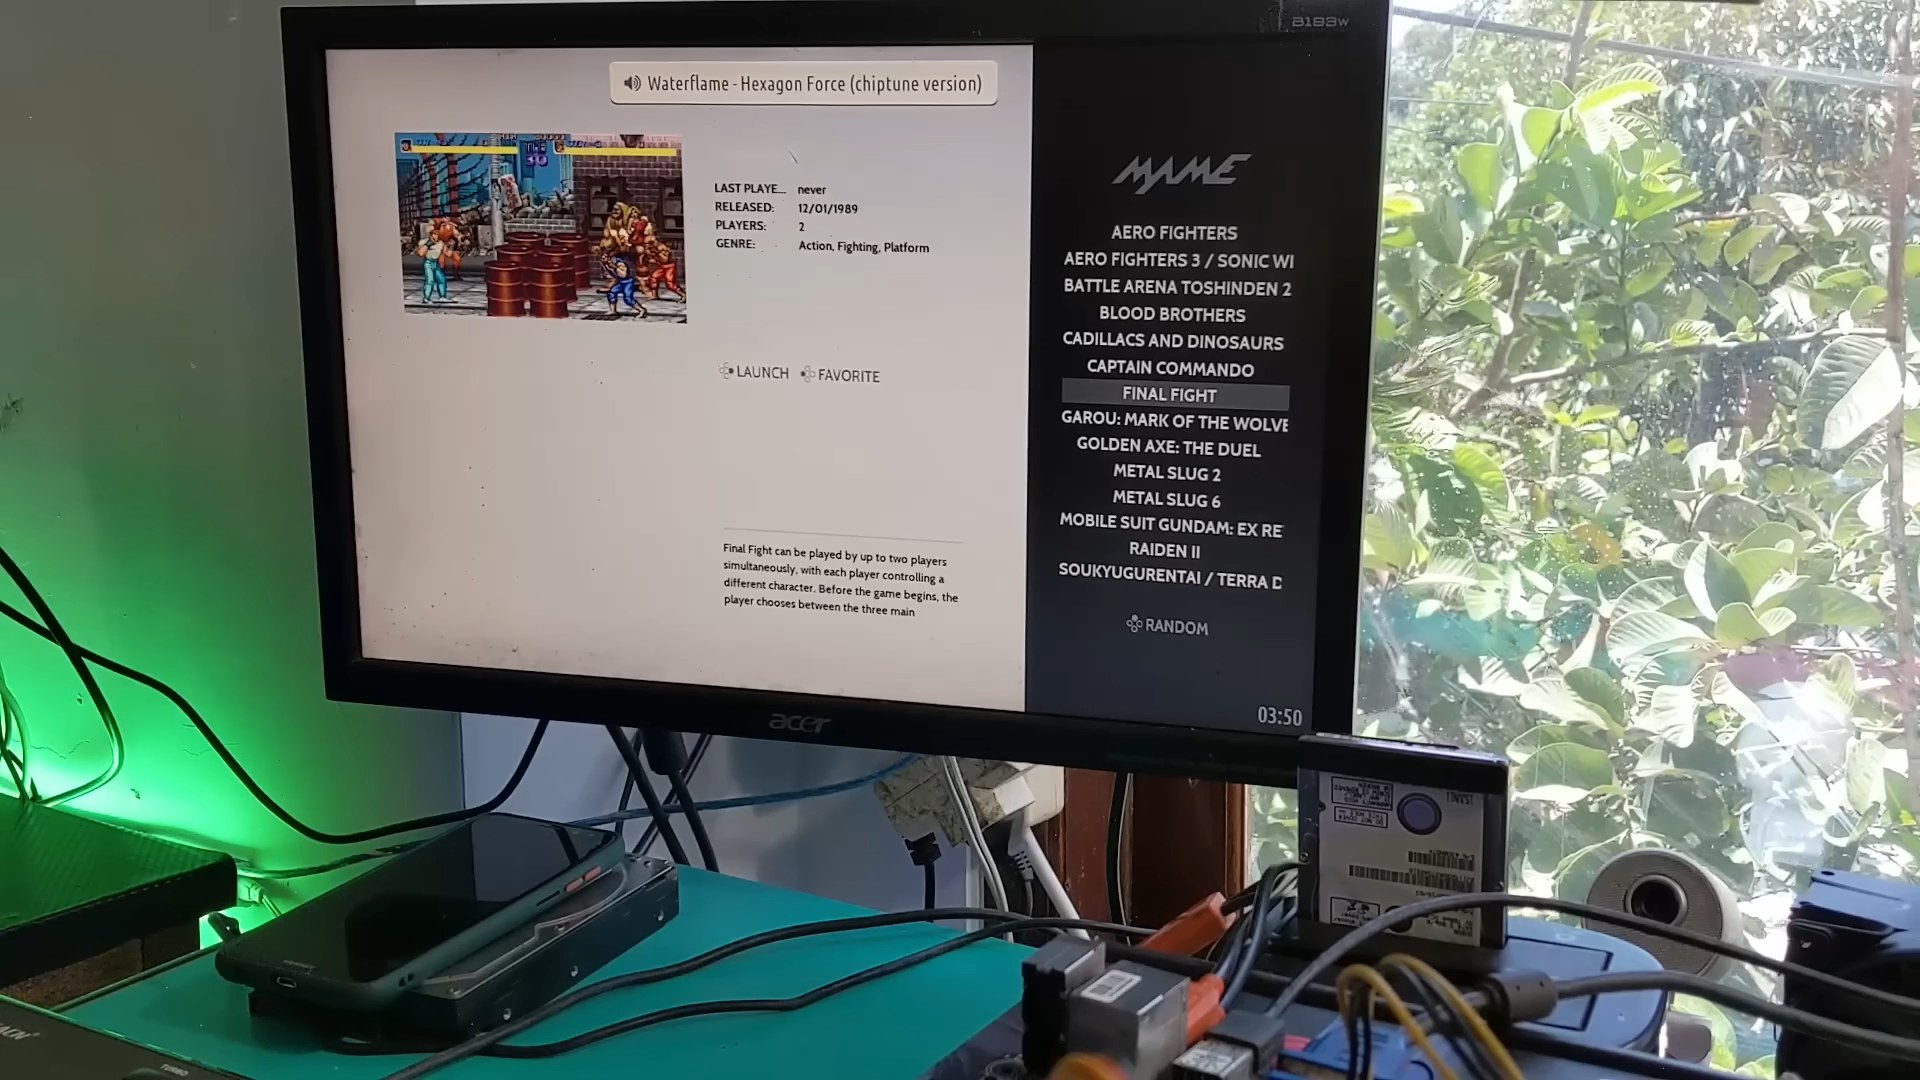 a193w
Waterflame - Hexagon Force (chiptune version)
LAST PLAYE... never
RELEASED: 12/01/1989
PLAYERS: 2
GENRE: Action, Fighting, Platform
LAUNCH FAVORITE
Final Fight can be played by up to two players
simultaneously, with each player controlling a
different character. Before the game begins, the
player chooses between the three main
MAME
AERO FIGHTERS
AERO FIGHTERS 3 / SONIC WI
BATTLE ARENA TOSHINDEN 2
BLOOD BROTHERS
CADILLACS AND DINOSAURS
CAPTAIN COMMANDO
FINAL FIGHT
GAROU: MARK OF THE WOLVE
GOLDEN AXE: THE DUEL
METAL SLUG 2
METAL SLUG 6
MOBILE SUIT GUNDAM: EX RE
RAIDEN II
SOUKYUGURENTAI / TERRA D
RANDOM
03:50
acer
TURBO